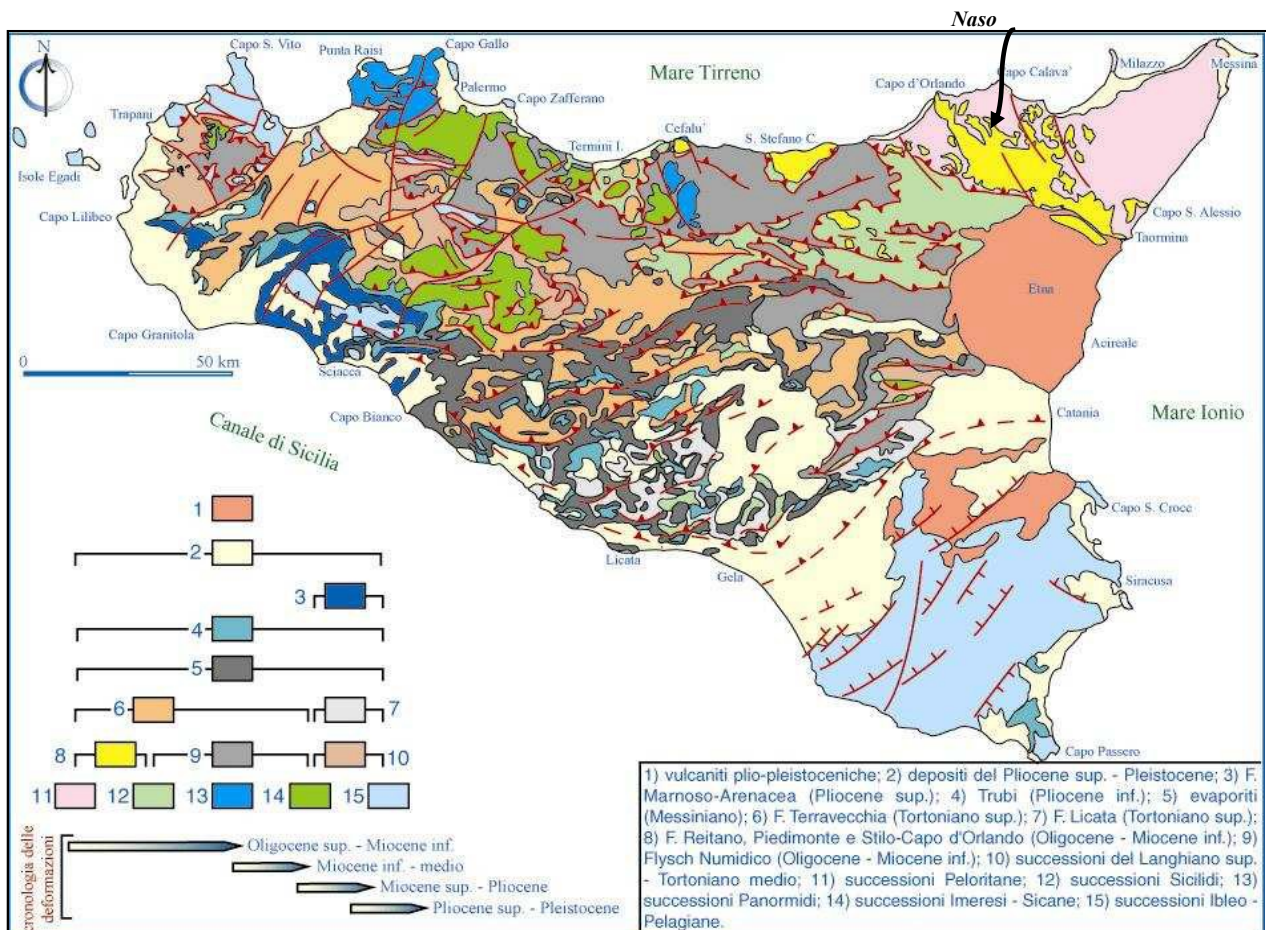 Naso
N
Capo S. Vito
Punta Raisi
Capo Gallo
Mare Tirreno
Palermo
Capo Zafferano
Trapani
Termini I.
Cefalu'
S. Stefano C.
Capo d'Orlando
Capo Calava'
Milazzo
Messina
Isole Egadi
Capo Lilibeo
Capo S. Alessio
Taormina
Etna
Capo Granitola
Acireale
0 50 km
Sciacca
Capo Bianco
Catania
Mare Ionio
Canale di Sicilia
Capo S. Croce
Licata
Gela
Siracusa
Capo Passero
1
2
3
4
5
6 7
8 9 10
11 12 13 14 15
cronologia delle
deformazioni
Oligocene sup. - Miocene inf.
Miocene inf. - medio
Miocene sup. - Pliocene
Pliocene sup. - Pleistocene
1) vulcaniti plio-pleistoceniche; 2) depositi del Pliocene sup. - Pleistocene; 3) F.
Marnoso-Arenacea (Pliocene sup.); 4) Trubi (Pliocene inf.); 5) evaporiti
(Messiniano); 6) F. Terravecchia (Tortoniano sup.); 7) F. Licata (Tortoniano sup.);
8) F. Reitano, Piedimonte e Stilo-Capo d'Orlando (Oligocene - Miocene inf.); 9)
Flysch Numidico (Oligocene - Miocene inf.); 10) successioni del Langhiano sup.
- Tortoniano medio; 11) successioni Peloritane; 12) successioni Sicilidi; 13)
successioni Panormidi; 14) successioni Imeresi - Sicane; 15) successioni Ibleo -
Pelagiane.